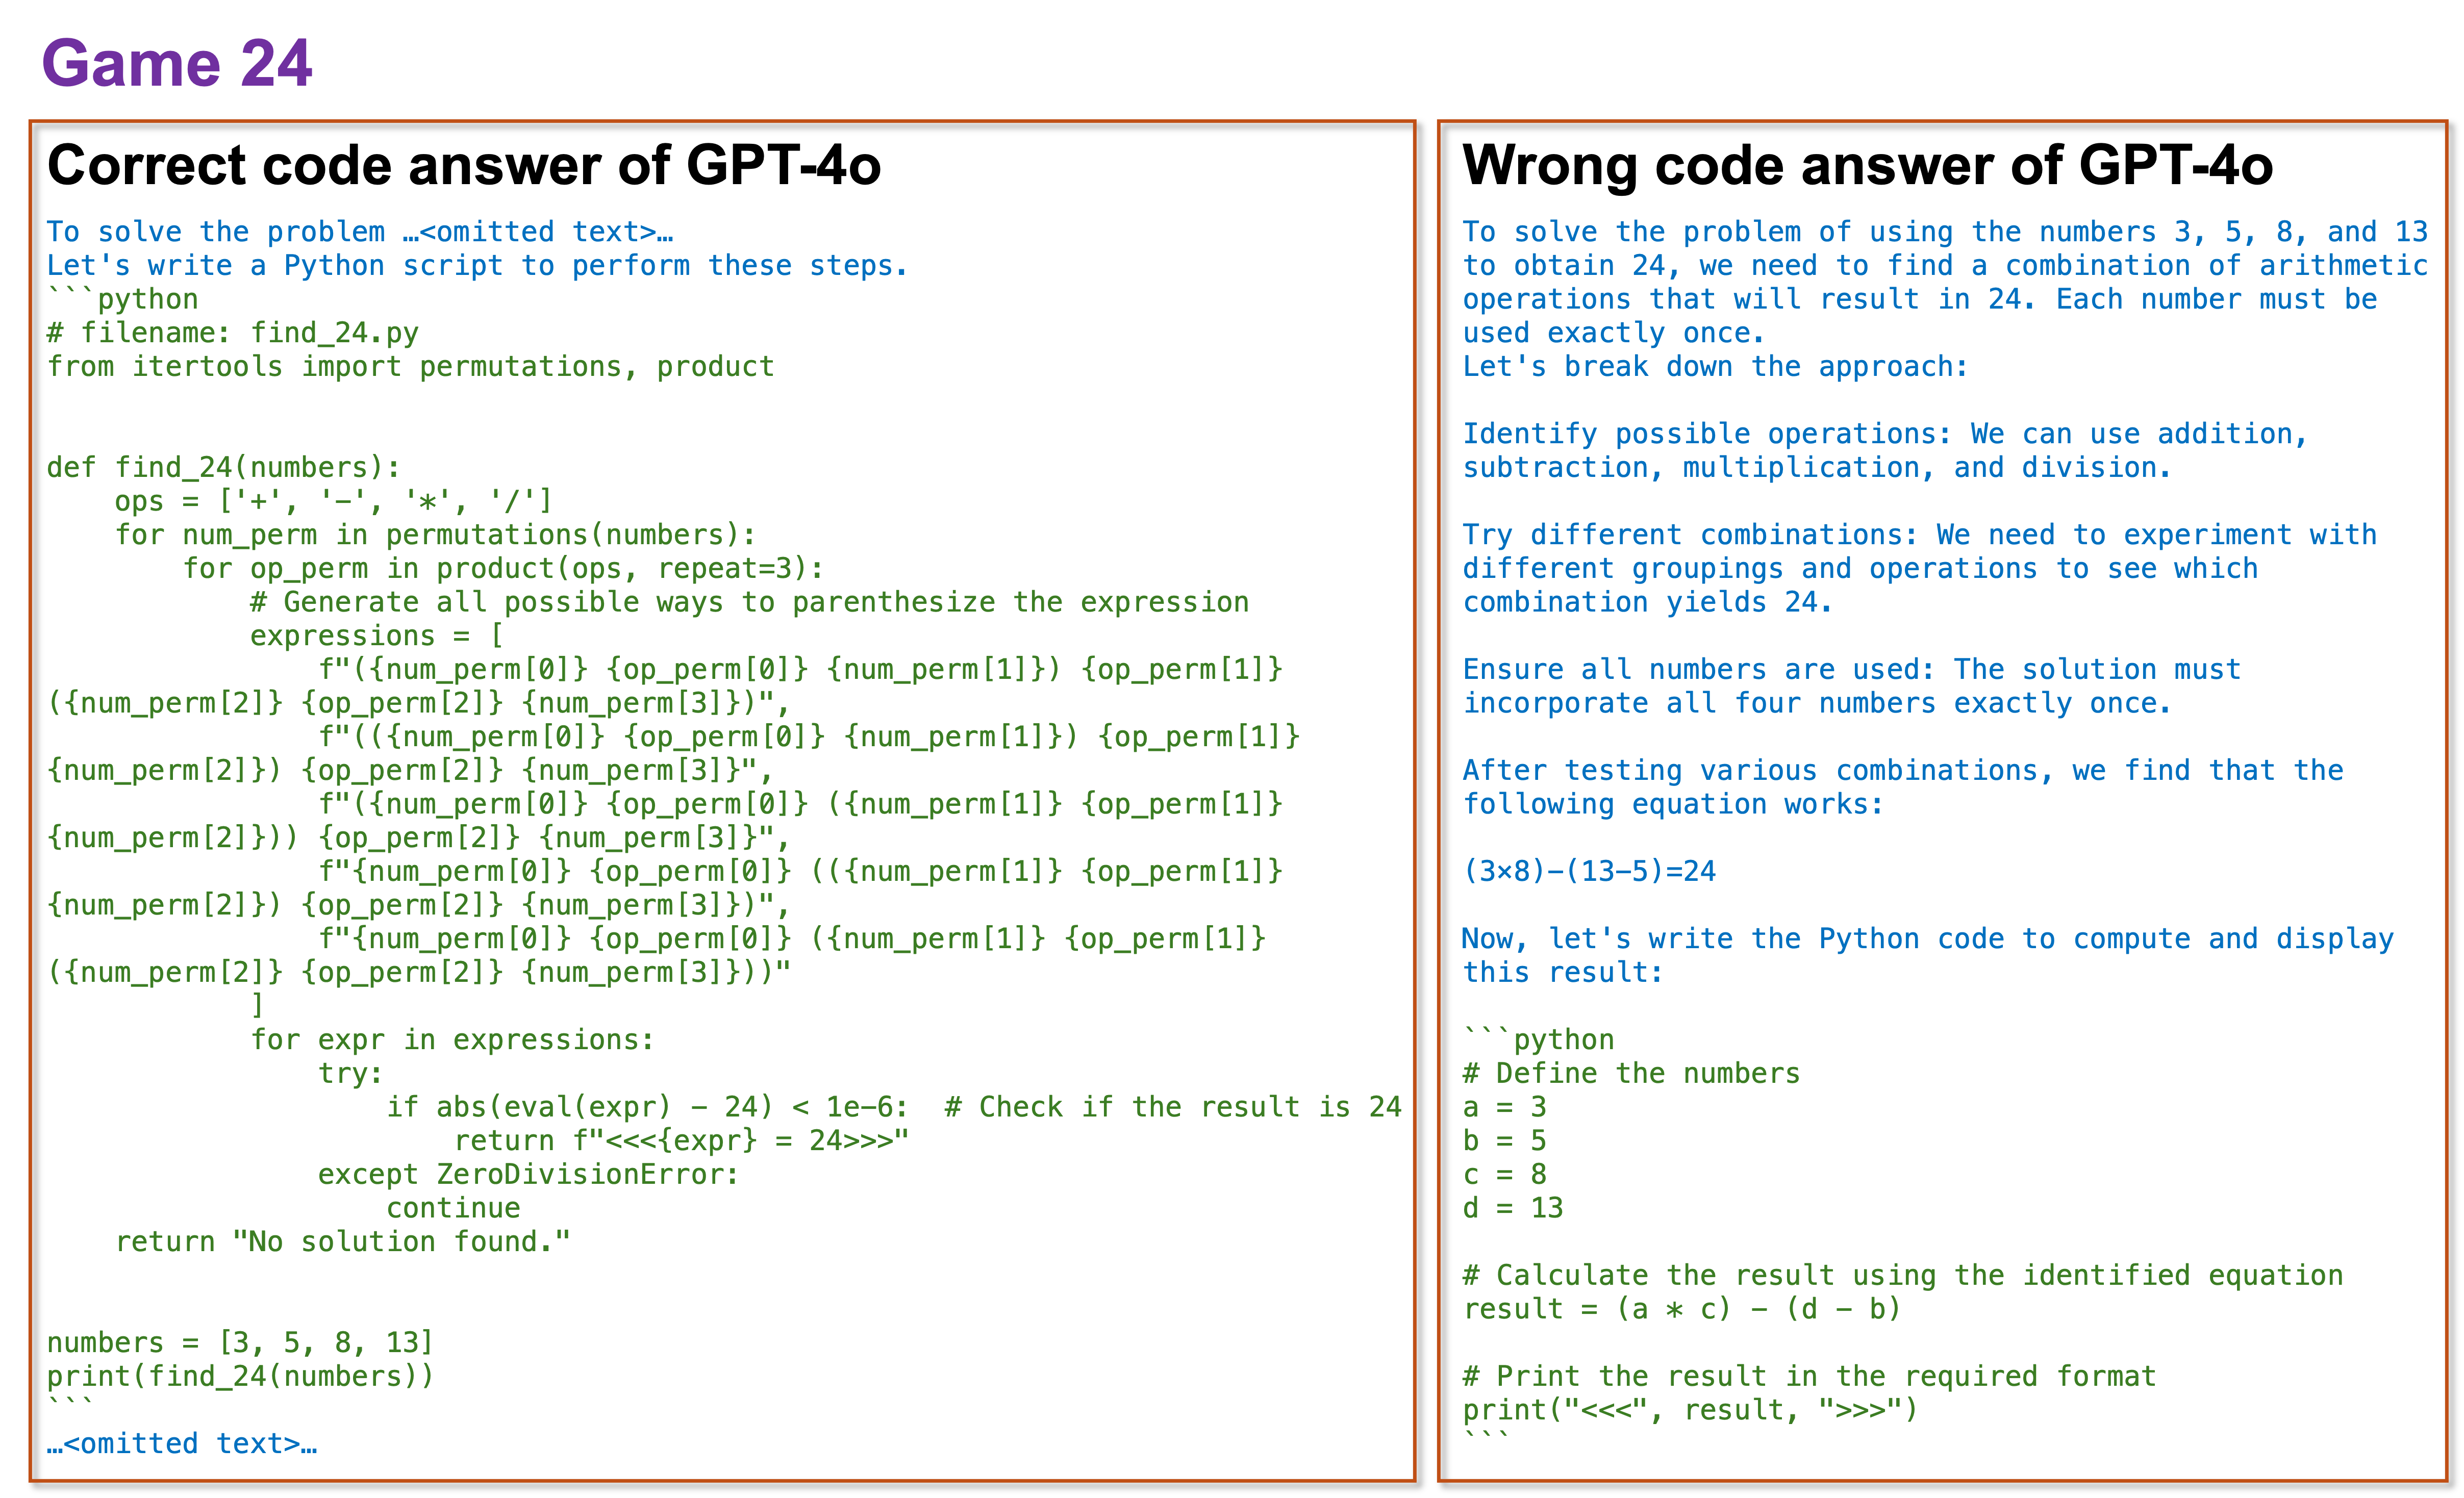 Game 24
Correct code answer of GPT-4o
To solve the problem …<omitted text>…
Let's write a Python script to perform these steps.
```python
# filename: find_24.py
from itertools import permutations, product
def find_24(numbers):
    ops = ['+', '-', '*', '/']
    for num_perm in permutations(numbers):
        for op_perm in product(ops, repeat=3):
            # Generate all possible ways to parenthesize the expression
            expressions = [
                f"({num_perm[0]} {op_perm[0]} {num_perm[1]}) {op_perm[1]}
({num_perm[2]} {op_perm[2]} {num_perm[3]})",
                f"(({num_perm[0]} {op_perm[0]} {num_perm[1]}) {op_perm[1]}
{num_perm[2]}) {op_perm[2]} {num_perm[3]}",
                f"({num_perm[0]} {op_perm[0]} ({num_perm[1]} {op_perm[1]}
{num_perm[2]})) {op_perm[2]} {num_perm[3]}",
                f"{num_perm[0]} {op_perm[0]} (({num_perm[1]} {op_perm[1]}
{num_perm[2]}) {op_perm[2]} {num_perm[3]})",
                f"{num_perm[0]} {op_perm[0]} ({num_perm[1]} {op_perm[1]}
({num_perm[2]} {op_perm[2]} {num_perm[3]}))"
            ]
            for expr in expressions:
                try:
                    if abs(eval(expr) - 24) < 1e-6:  # Check if the result is 24
                        return f"<<<{expr} = 24>>>"
                except ZeroDivisionError:
                    continue
    return "No solution found."
numbers = [3, 5, 8, 13]
print(find_24(numbers))
```
…<omitted text>…
Wrong code answer of GPT-4o
To solve the problem of using the numbers 3, 5, 8, and 13
to obtain 24, we need to find a combination of arithmetic
operations that will result in 24. Each number must be
used exactly once.
Let's break down the approach:
Identify possible operations: We can use addition,
subtraction, multiplication, and division.
Try different combinations: We need to experiment with
different groupings and operations to see which
combination yields 24.
Ensure all numbers are used: The solution must
incorporate all four numbers exactly once.
After testing various combinations, we find that the
following equation works:
(3×8)−(13−5)=24
Now, let's write the Python code to compute and display
this result:
```python
# Define the numbers
a = 3
b = 5
c = 8
d = 13
# Calculate the result using the identified equation
result = (a * c) - (d - b)
# Print the result in the required format
print("<<<", result, ">>>")
```